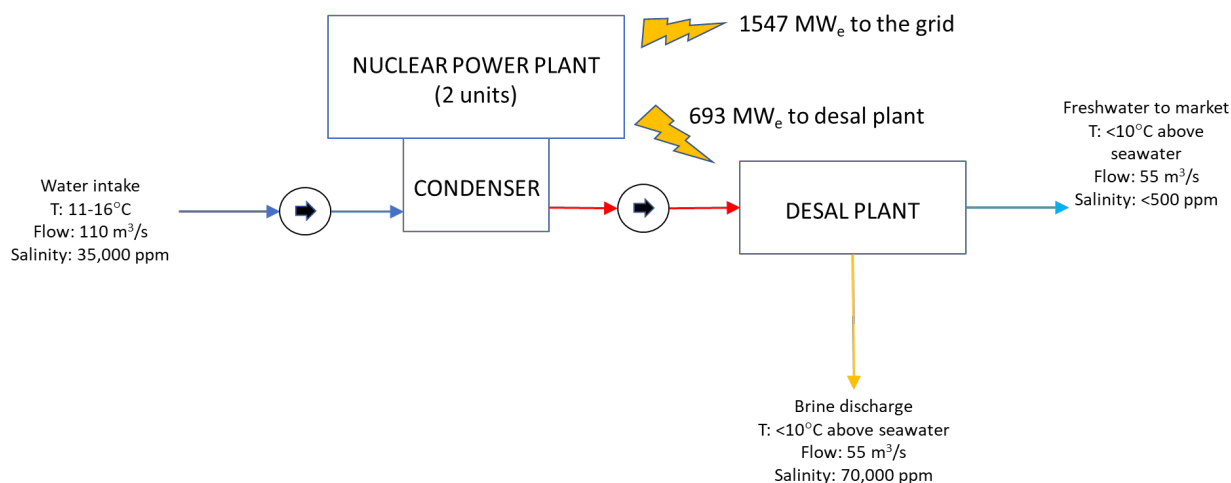 1547 MWe to the grid
NUCLEAR POWER PLANT
(2 units)
693 MWe to desal plant
CONDENSER
Water intake
T: 11-16°C
Flow: 110 m³/s
Salinity: 35,000 ppm
DESAL PLANT
Freshwater to market
T: <10°C above
seawater
Flow: 55 m³/s
Salinity: <500 ppm
Brine discharge
T: <10°C above seawater
Flow: 55 m³/s
Salinity: 70,000 ppm